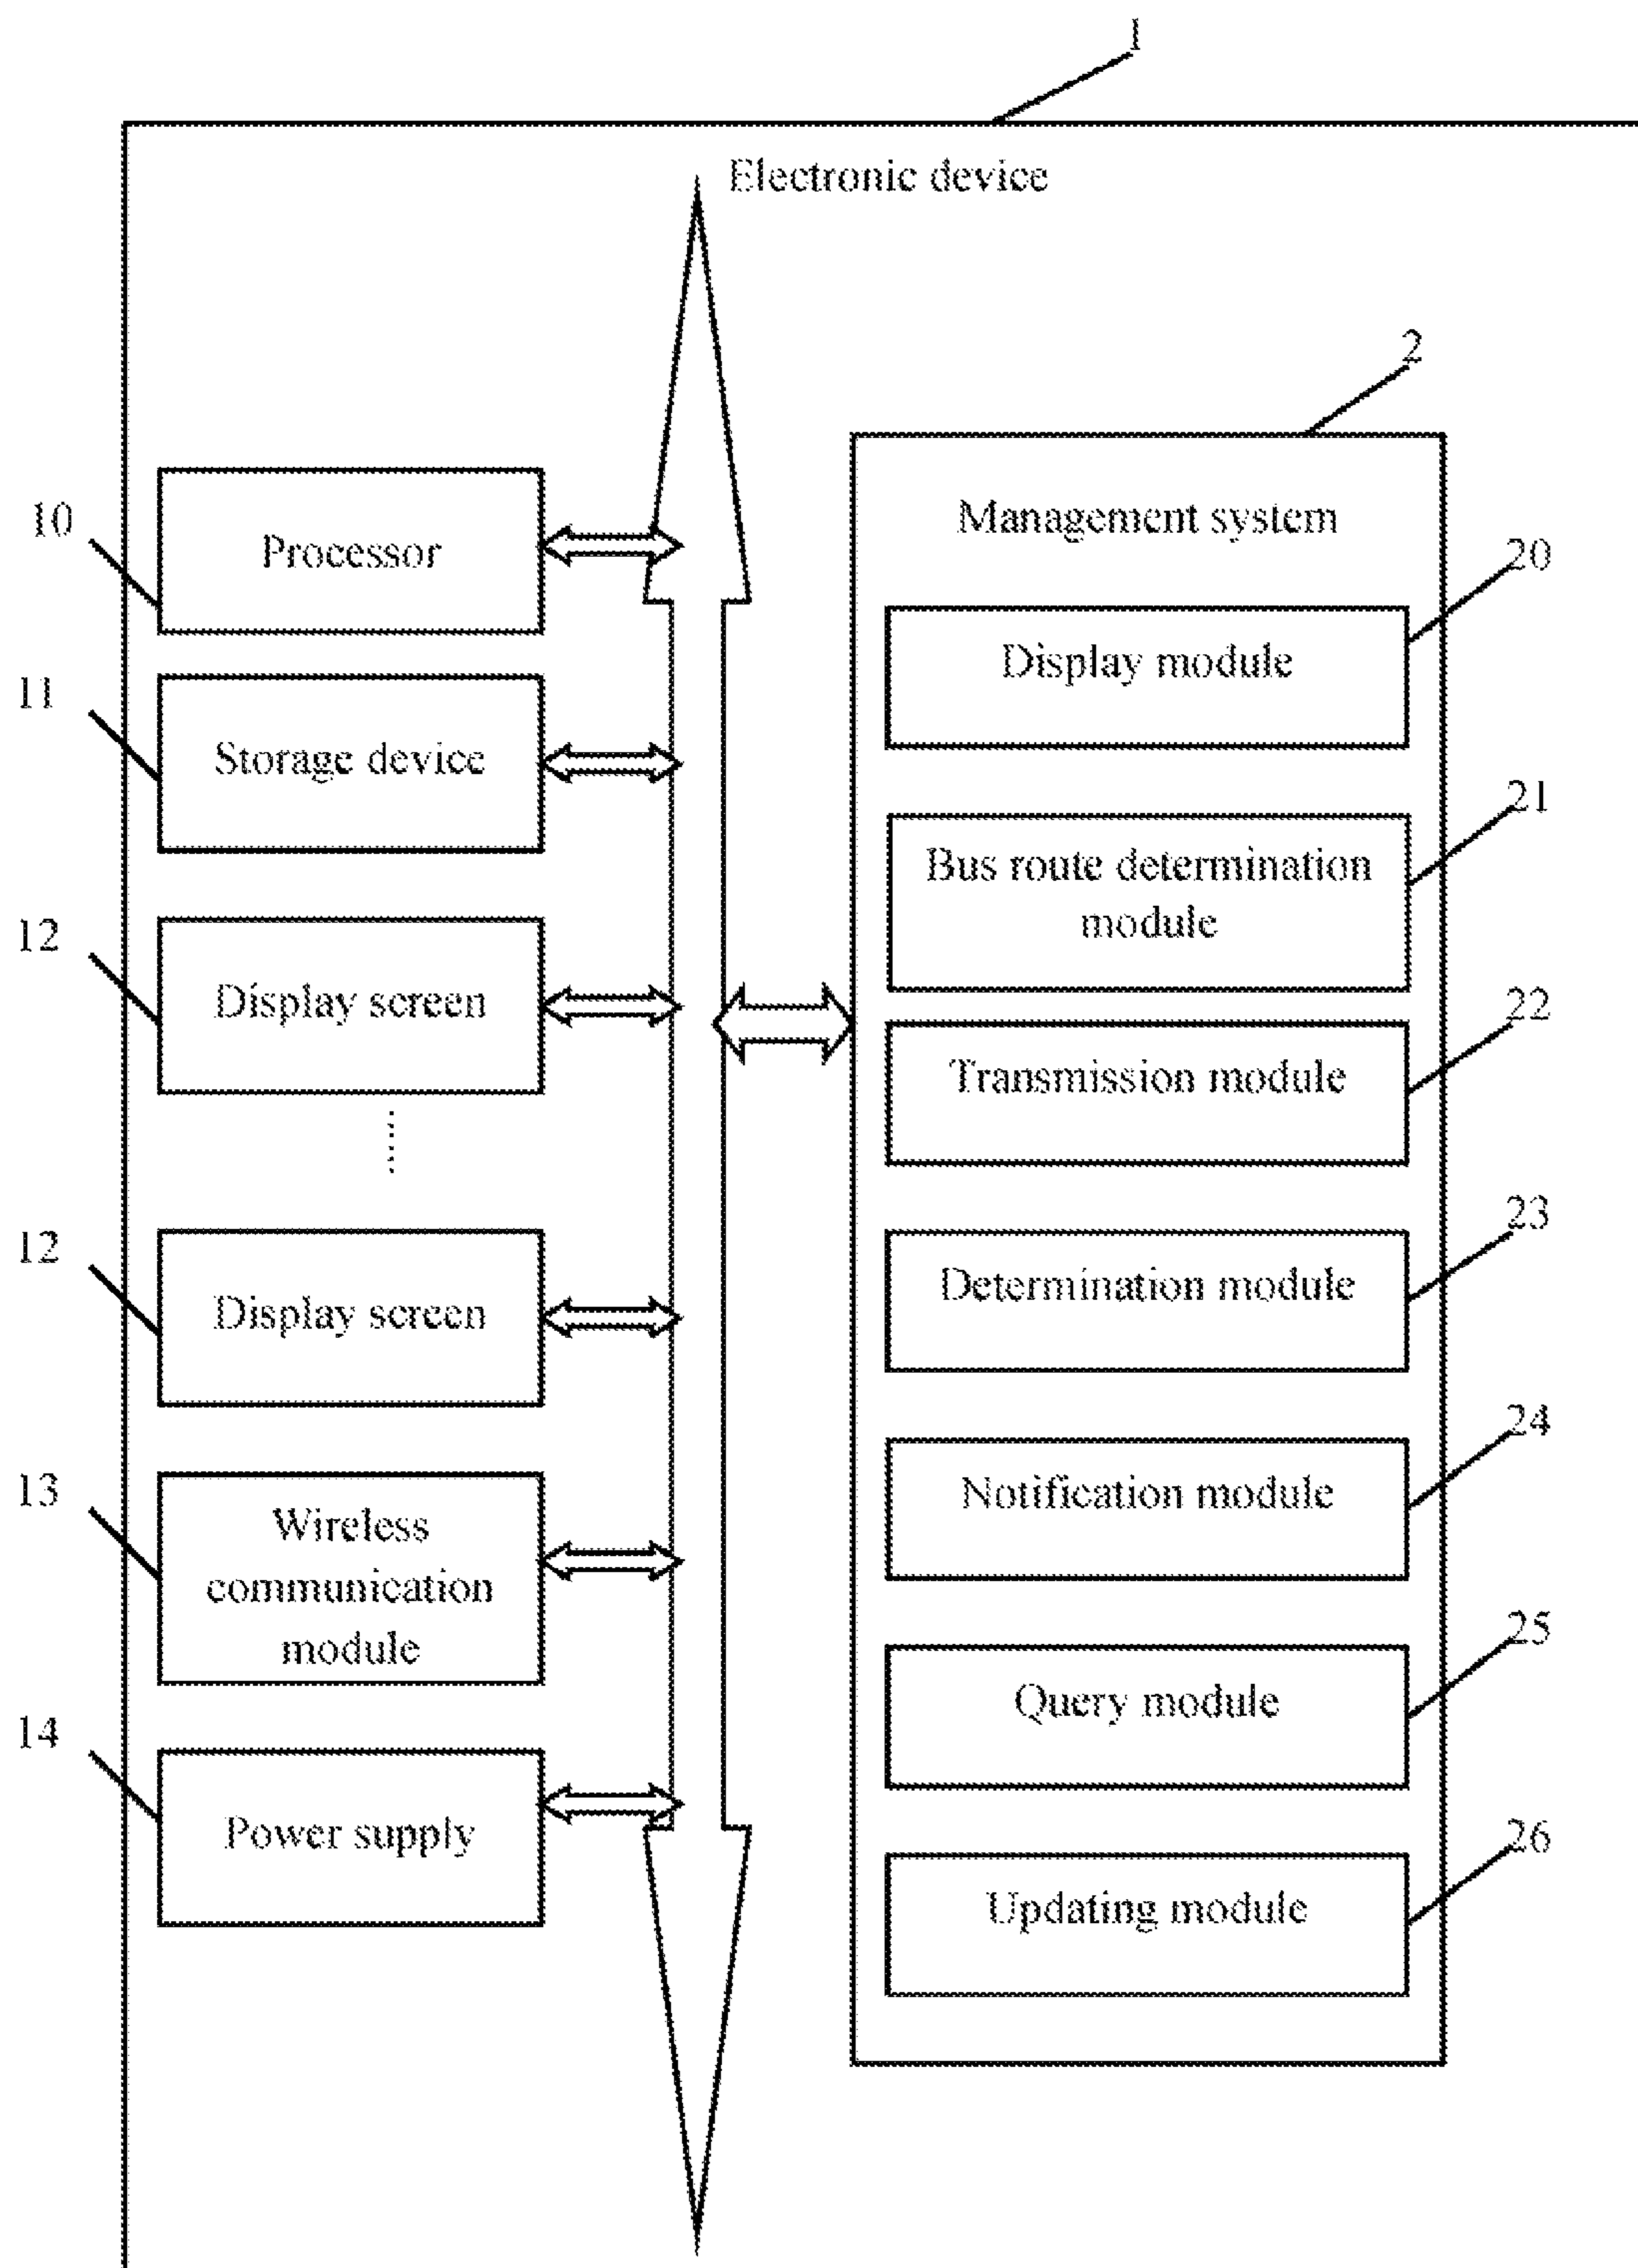 1
Electronic device
2
Management system
10
Processor
20
Display module
11
Storage device
21
Bus route determination
module
12
Display screen
22
Transmission module
12
Display screen
23
Determination module
24
Notification module
13
Wireless
communication
module
25
Query module
14
Power supply
26
Updating module